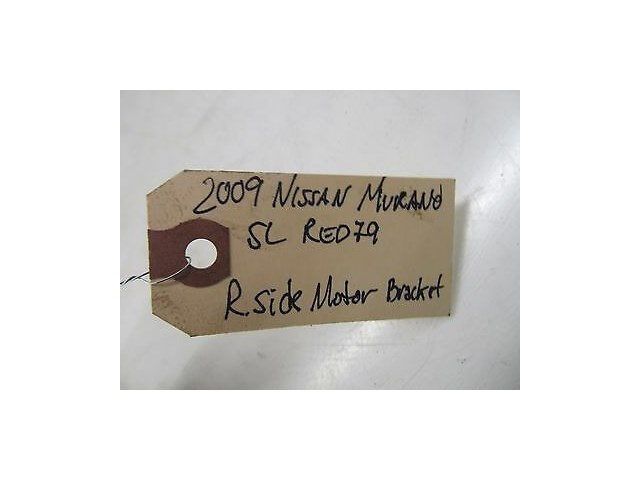 2009 NISSAN MURANO
SL RED79
R.side Motor Bracket